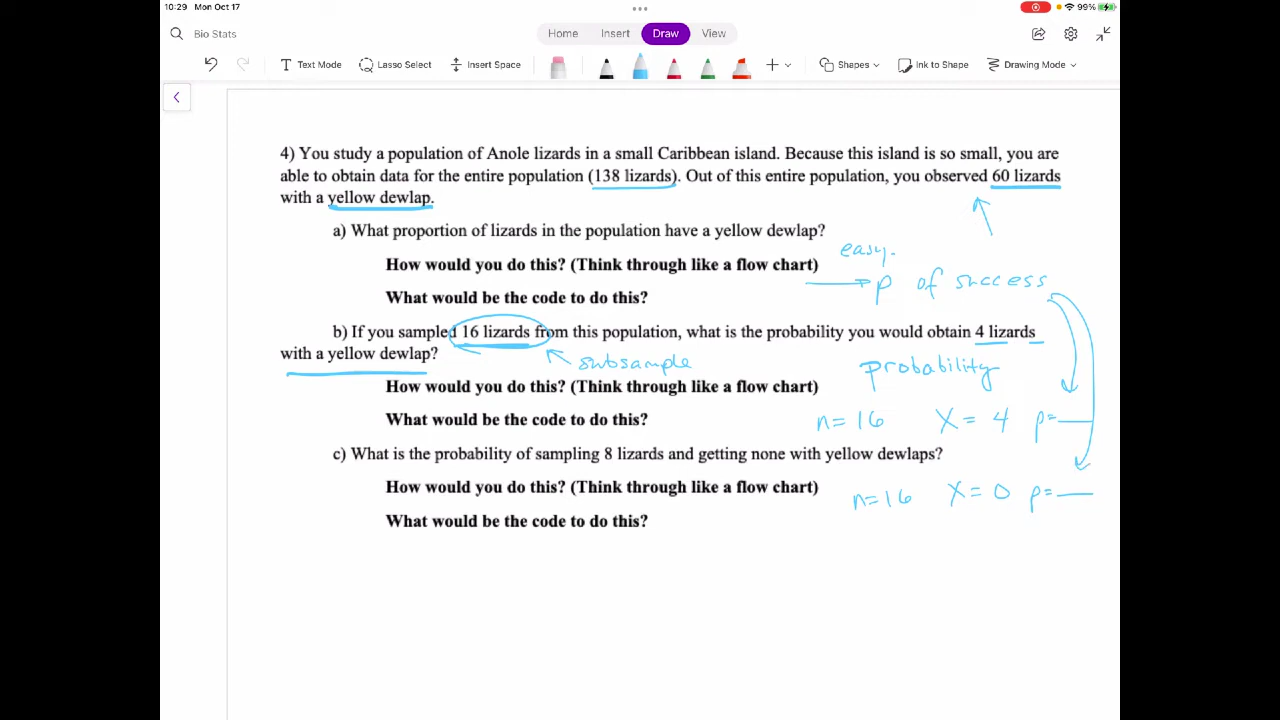 10:29 Mon Oct 17
99%
Bio Stats
Home Insert Draw View
Text Mode Lasso Select Insert Space Shapes Ink to Shape Drawing Mode
4) You study a population of Anole lizards in a small Caribbean island. Because this island is so small, you are
able to obtain data for the entire population (138 lizards). Out of this entire population, you observed 60 lizards
with a yellow dewlap.
a) What proportion of lizards in the population have a yellow dewlap?
easy.
How would you do this? (Think through like a flow chart)
p of success
What would be the code to do this?
b) If you sampled 16 lizards from this population, what is the probability you would obtain 4 lizards
with a yellow dewlap?
subsample
probability
How would you do this? (Think through like a flow chart)
What would be the code to do this?
n=16 X=4 p=
c) What is the probability of sampling 8 lizards and getting none with yellow dewlaps?
How would you do this? (Think through like a flow chart)
n=16 X=0 p=
What would be the code to do this?